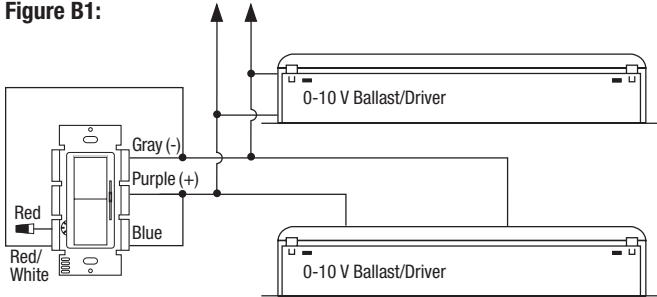 Figure B1:
0-10 V Ballast/Driver
Gray (-)
Purple (+)
Red
Blue
Red/
White
0-10 V Ballast/Driver